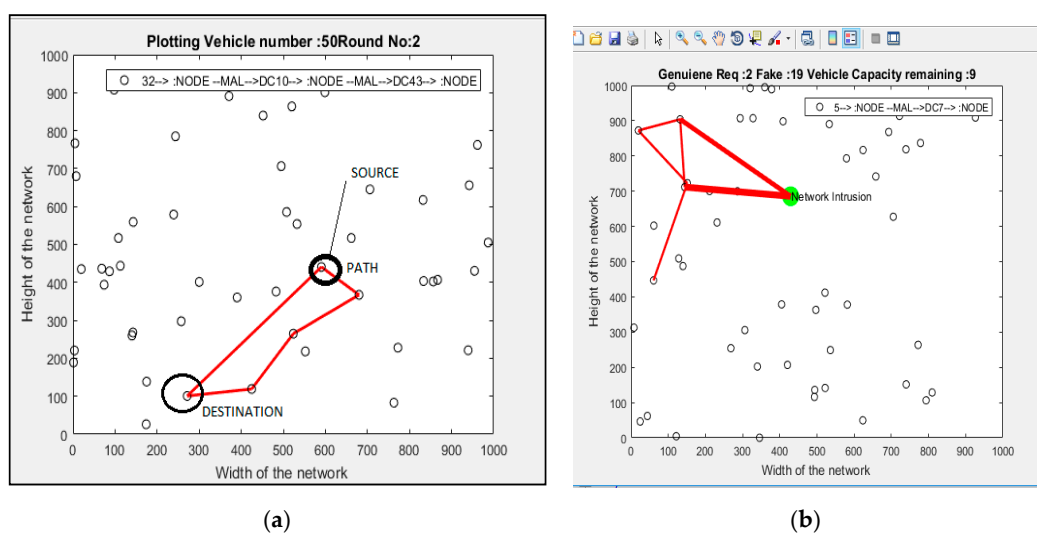 Plotting Vehicle number :50Round No:2
32--> :NODE --MAL-->DC10--> :NODE --MAL-->DC43--> :NODE
1000
900
800
700
600
500
400
300
200
100
0
Height of the network
SOURCE
PATH
DESTINATION
0 100 200 300 400 500 600 700 800 900 1000
Width of the network
(a)
Genuiene Req :2 Fake :19 Vehicle Capacity remaining :9
5--> :NODE --MAL-->DC7--> :NODE
1000
900
800
700
600
500
400
300
200
100
0
Height of the network
Network Intrusion
0 100 200 300 400 500 600 700 800 900 1000
Width of the network
(b)